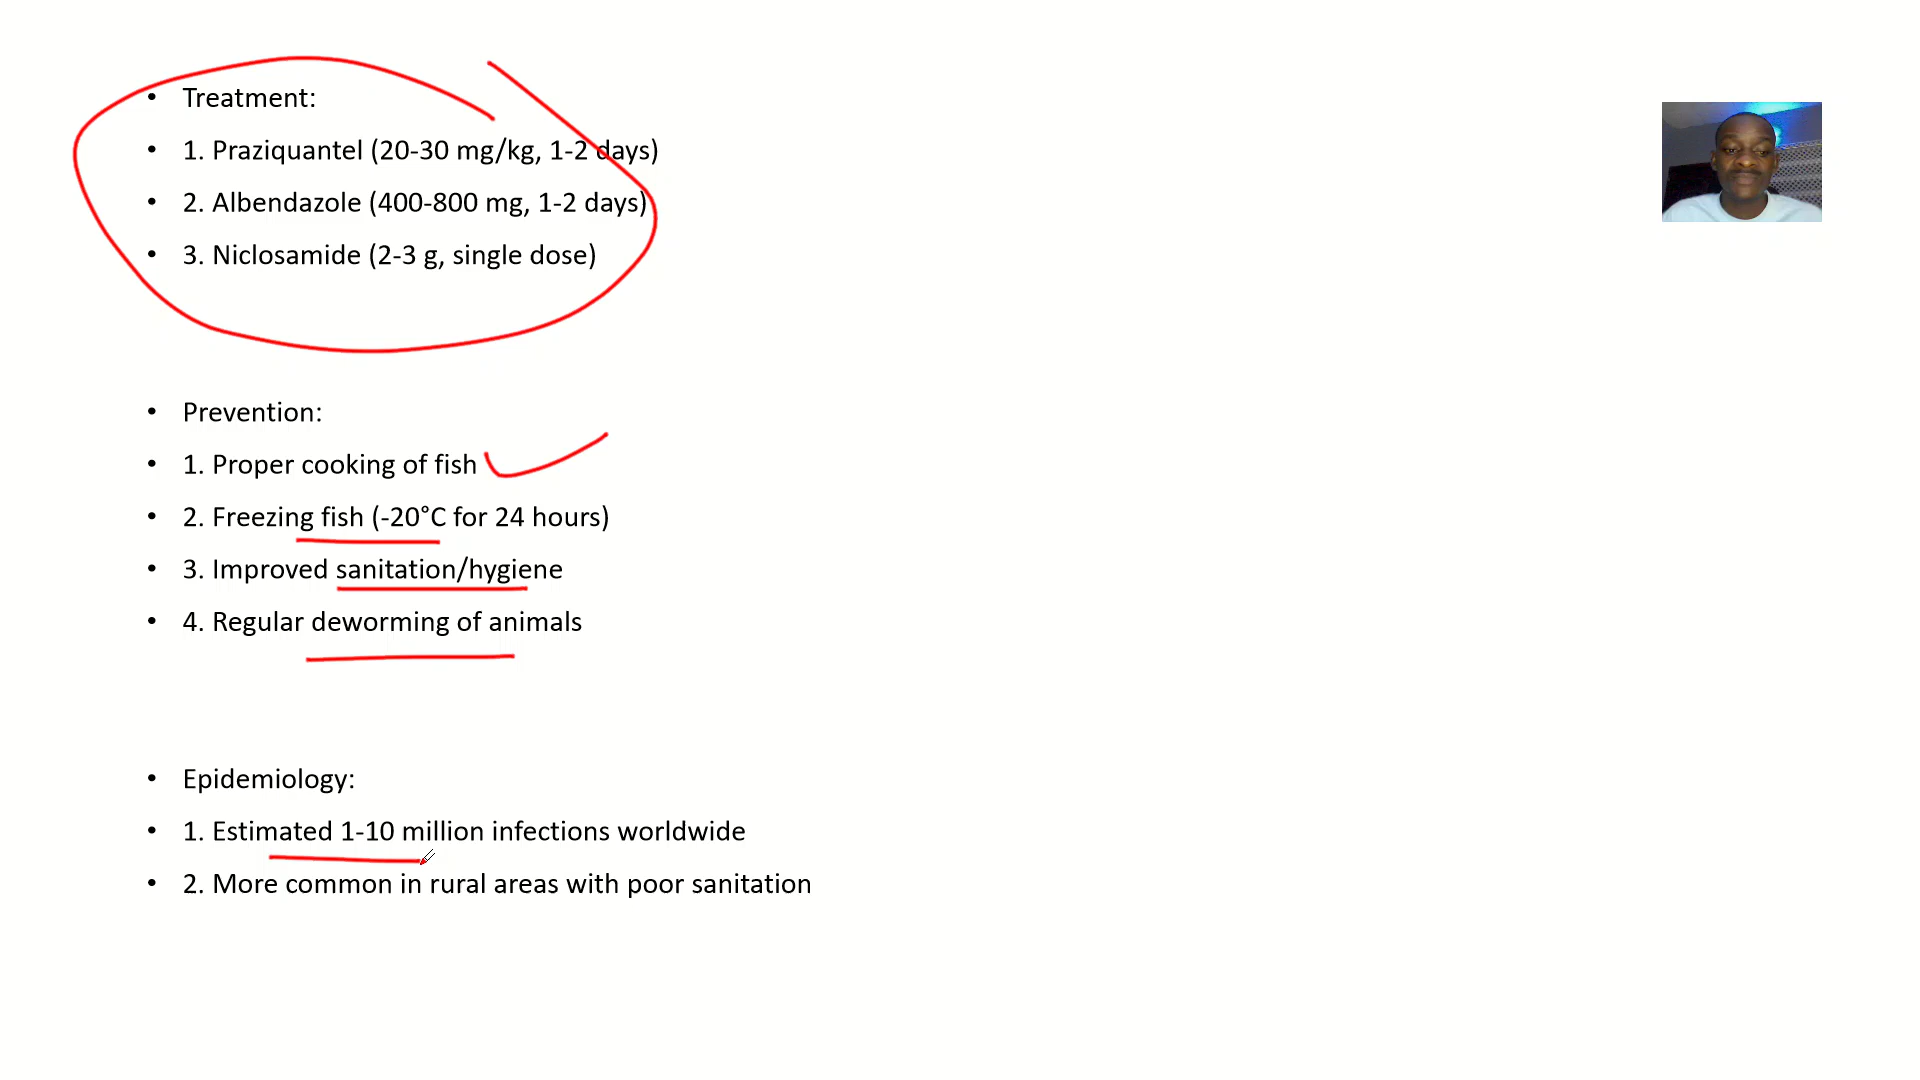 • Treatment:
• 1. Praziquantel (20-30 mg/kg, 1-2 days)
• 2. Albendazole (400-800 mg, 1-2 days)
• 3. Niclosamide (2-3 g, single dose)
• Prevention:
• 1. Proper cooking of fish
• 2. Freezing fish (-20°C for 24 hours)
• 3. Improved sanitation/hygiene
• 4. Regular deworming of animals
• Epidemiology:
• 1. Estimated 1-10 million infections worldwide
• 2. More common in rural areas with poor sanitation